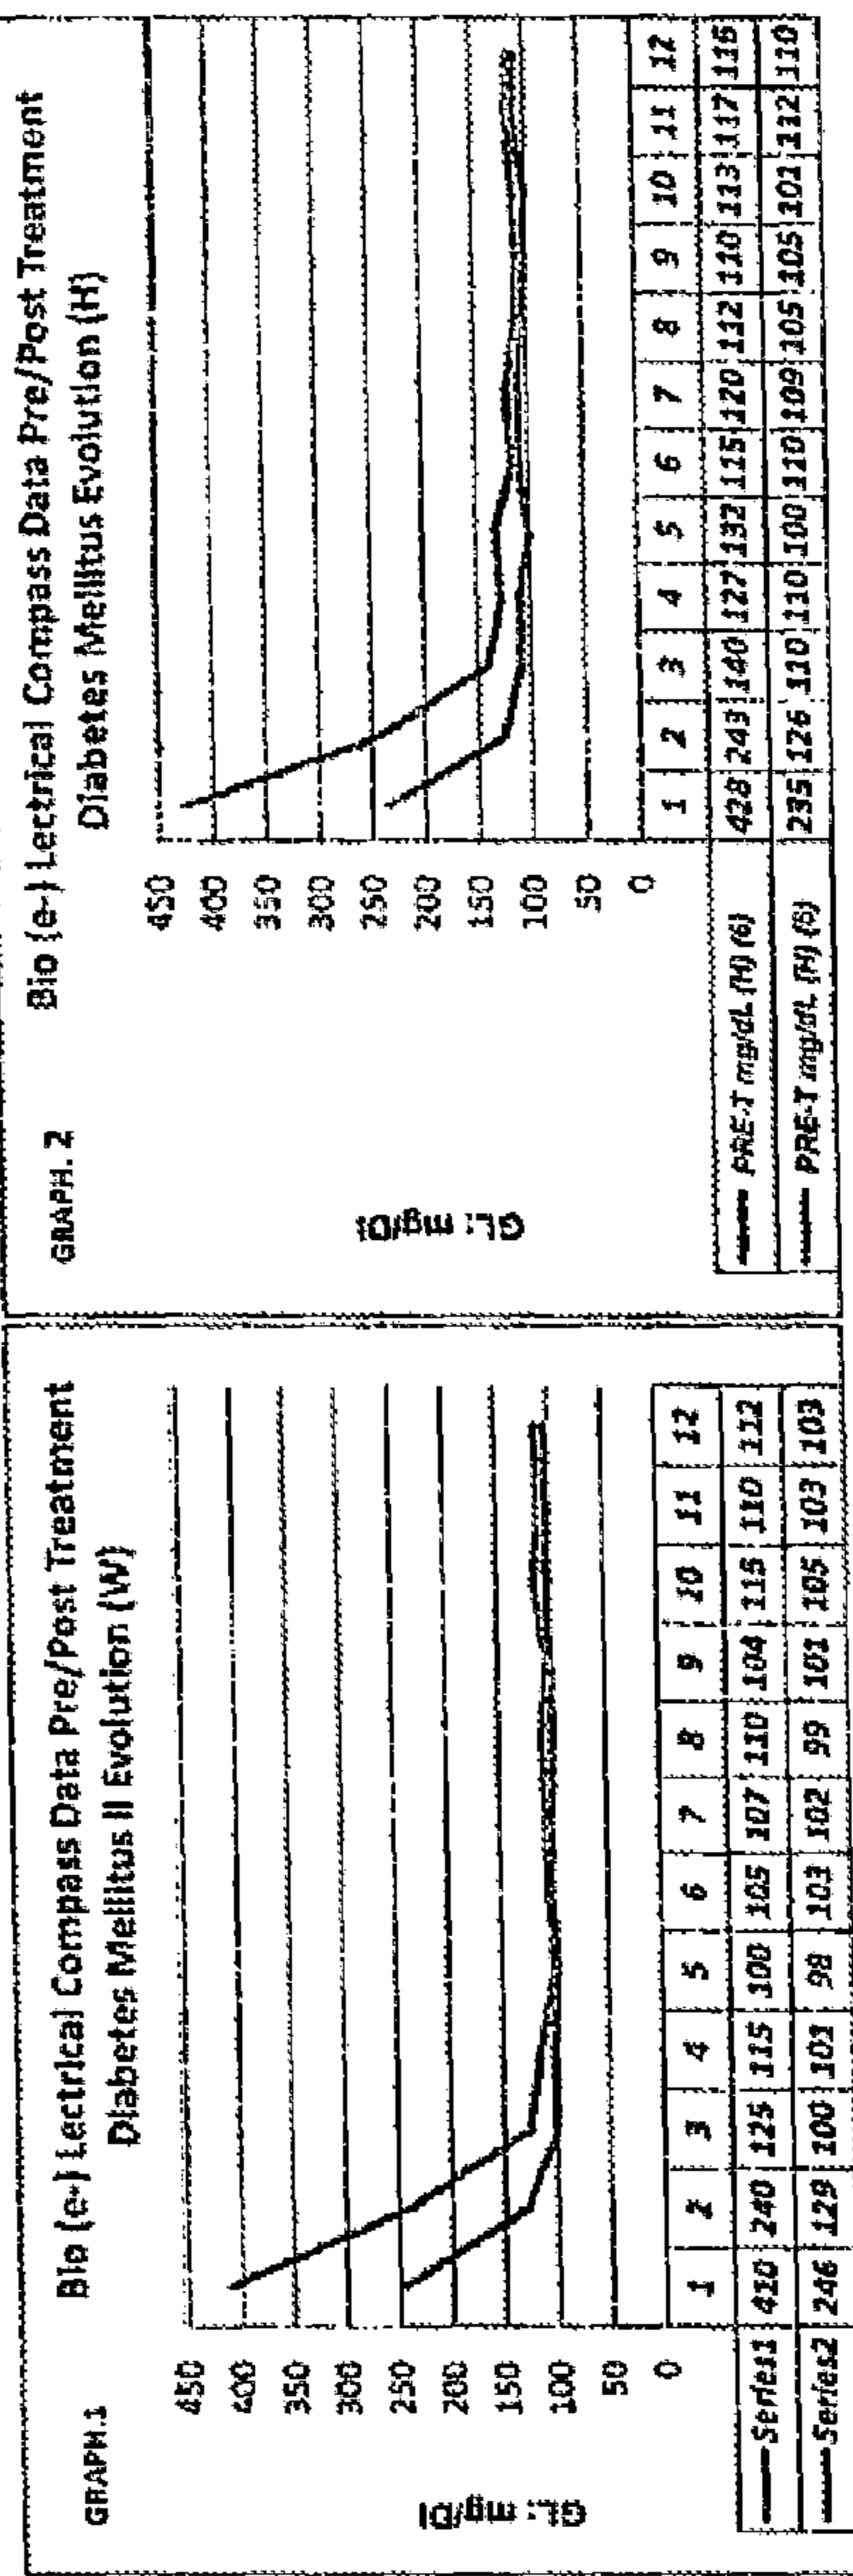 GRAPH.1
Bio (e-) Lectrical Compass Data Pre/Post Treatment
Diabetes Mellitus II Evolution (W)
GL: mg/Dl
450
400
350
300
250
200
150
100
50
0
1 2 3 4 5 6 7 8 9 10 11 12
Series1 410 240 125 115 100 105 107 110 104 115 110 112
Series2 246 129 100 101 98 103 102 99 101 105 103 103
GRAPH. 2
Bio (e-) Lectrical Compass Data Pre/Post Treatment
Diabetes Mellitus Evolution (H)
GL: mg/Dl
450
400
350
300
250
200
150
100
50
0
1 2 3 4 5 6 7 8 9 10 11 12
PRE-T mg/dL (H) (6) 428 243 140 127 132 115 120 112 110 113 117 116
PRE-T mg/dL (H) (6) 235 126 110 110 100 110 109 105 105 101 112 110